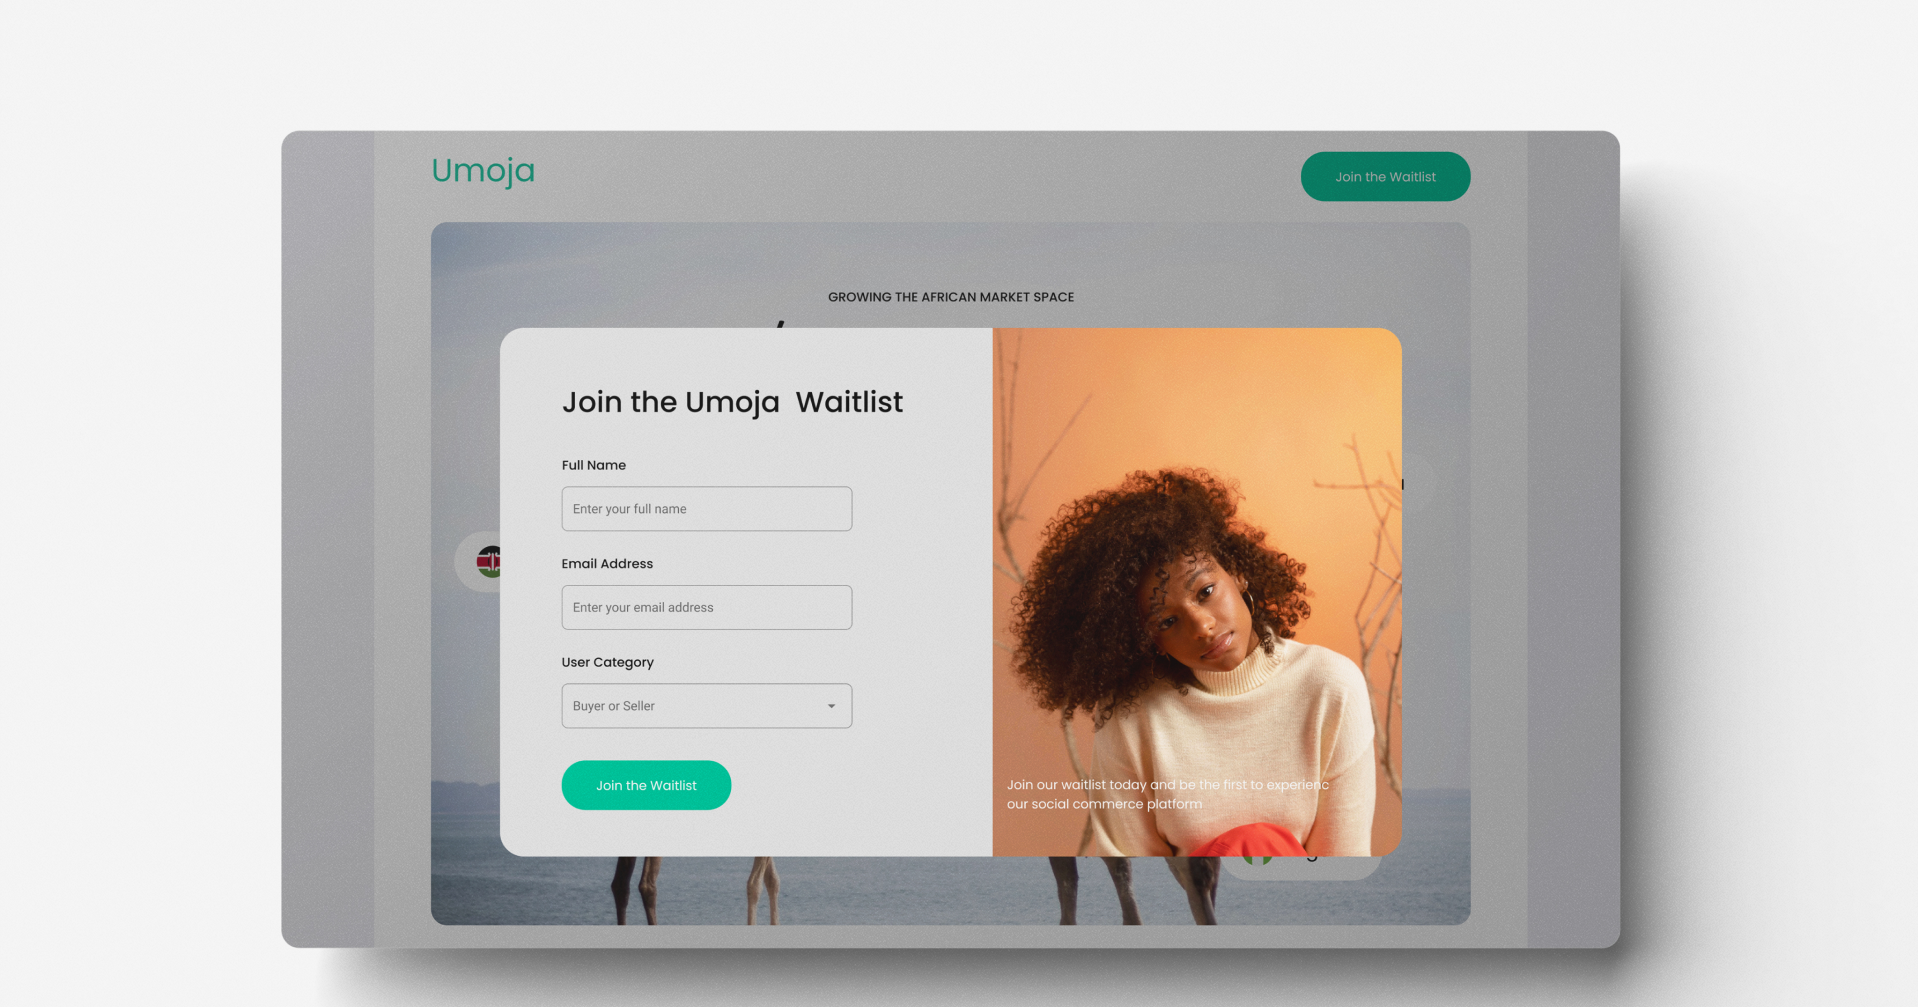 Umoja
Join the Waitlist
GROWING THE AFRICAN MARKET SPACE
Join the Umoja Waitlist
Full Name
Enter your full name
Email Address
Enter your email address
User Category
Buyer or Seller
Join the Waitlist
Join our waitlist today and be the first to experienc
our social commerce platform